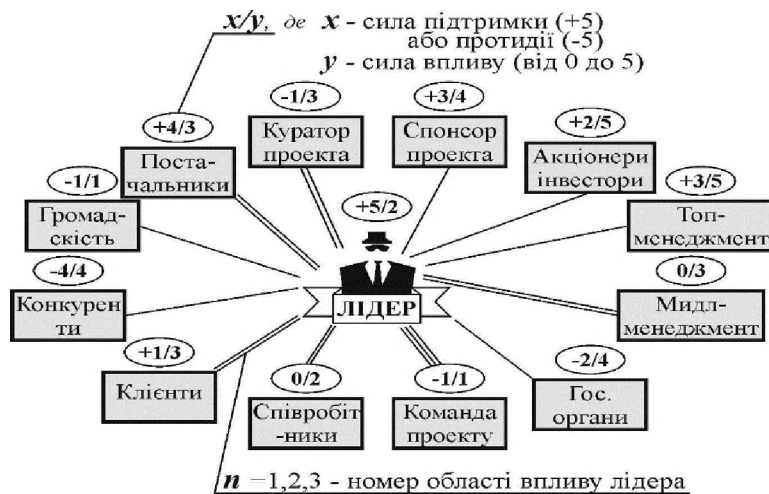 x/y, де x - сила підтримки (+5)
або протидії (-5)
y - сила впливу (від 0 до 5)
-1/3
+3/4
+4/3
Куратор
проекта
Спонсор
проекта
+2/5
Поста-
чальники
Акціонери
інвестори
-1/1
+5/2
+3/5
Громад-
скість
Топ-
менеджмент
-4/4
0/3
Конкурен
ти
ЛІДЕР
Мидл-
менеджмент
+1/3
0/2
-1/1
-2/4
Клієнти
Співробіт
-ники
Команда
проекту
Гос.
органи
n =1,2,3 - номер області впливу лідера